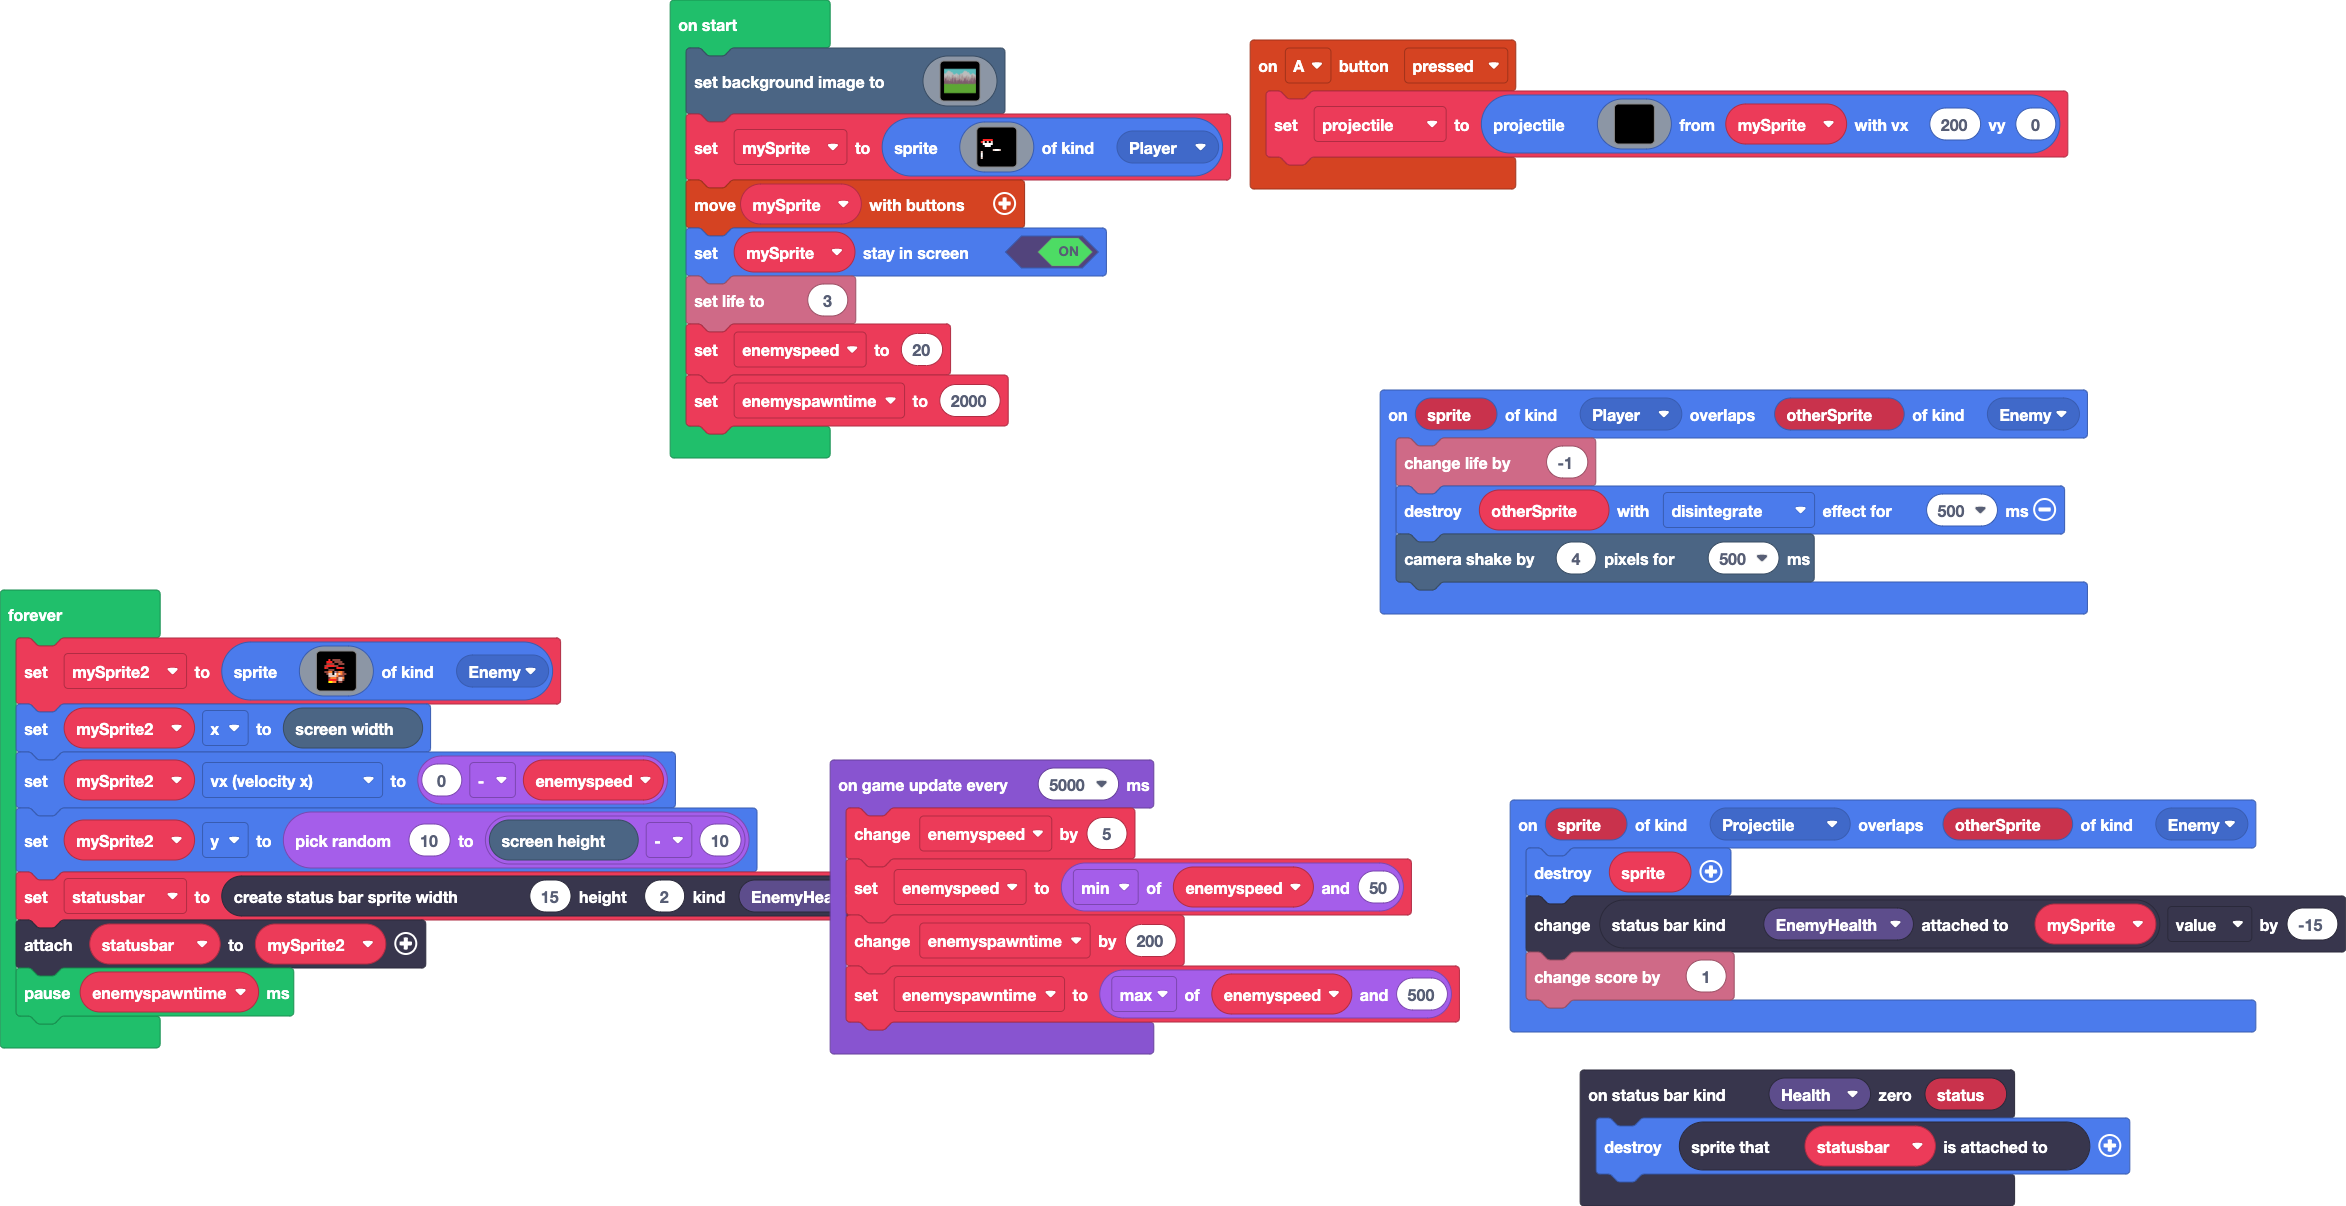 on start
set background image to
set mySprite to sprite of kind Player
move mySprite with buttons
set mySprite stay in screen ON
set life to 3
set enemyspeed to 20
set enemyspawntime to 2000
on A button pressed
set projectile to projectile from mySprite with vx 200 vy 0
on sprite of kind Player overlaps otherSprite of kind Enemy
change life by -1
destroy otherSprite with disintegrate effect for 500 ms
camera shake by 4 pixels for 500 ms
forever
set mySprite2 to sprite of kind Enemy
set mySprite2 x to screen width
set mySprite2 vx (velocity x) to 0 - enemyspeed
set mySprite2 y to pick random 10 to screen height - 10
set statusbar to create status bar sprite width 15 height 2 kind EnemyHea
attach statusbar to mySprite2
pause enemyspawntime ms
on game update every 5000 ms
change enemyspeed by 5
set enemyspeed to min of enemyspeed and 50
change enemyspawntime by 200
set enemyspawntime to max of enemyspeed and 500
on sprite of kind Projectile overlaps otherSprite of kind Enemy
destroy sprite
change status bar kind EnemyHealth attached to mySprite value by -15
change score by 1
on status bar kind Health zero status
destroy sprite that statusbar is attached to